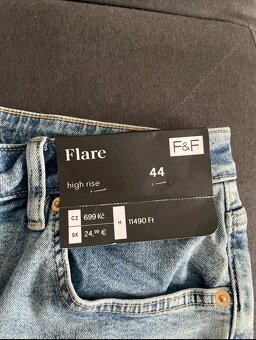 Flare
F&F
high rise
44
CZ 699 Kč
H 11490 Ft
SK 24,99 €